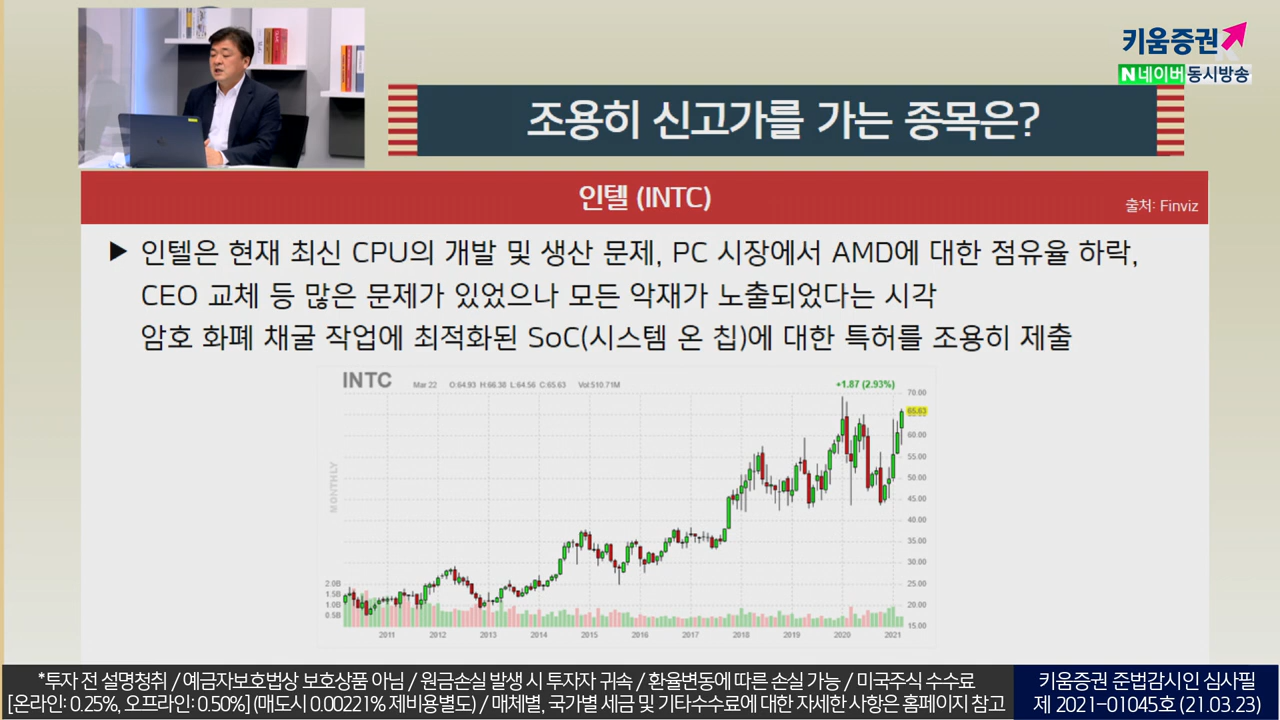 키움증권
N 네이버 동시방송
조용히 신고가를 가는 종목은?
인텔 (INTC)
출처: Finviz
▶ 인텔은 현재 최신 CPU의 개발 및 생산 문제, PC 시장에서 AMD에 대한 점유율 하락,
CEO 교체 등 많은 문제가 있었으나 모든 악재가 노출되었다는 시각
암호 화폐 채굴 작업에 최적화된 SoC(시스템 온 칩)에 대한 특허를 조용히 제출
INTC Mar 22 O:64.93 H:66.38 L:64.56 C:65.63 Vol:510.71M +1.87 (2.93%)
70.00
65.63
60.00
55.00
50.00
45.00
40.00
35.00
30.00
25.00
20.00
15.00
MONTHLY
2.0B
1.5B
1.0B
0.5B
2011 2012 2013 2014 2015 2016 2017 2018 2019 2020 2021
*투자 전 설명청취 / 예금자보호법상 보호상품 아님 / 원금손실 발생 시 투자자 귀속 / 환율변동에 따른 손실 가능 / 미국주식 수수료
[온라인: 0.25%, 오프라인: 0.50%] (매도시 0.00221% 제비용별도) / 매체별, 국가별 세금 및 기타수수료에 대한 자세한 사항은 홈페이지 참고
키움증권 준법감시인 심사필
제 2021-01045호 (21.03.23)